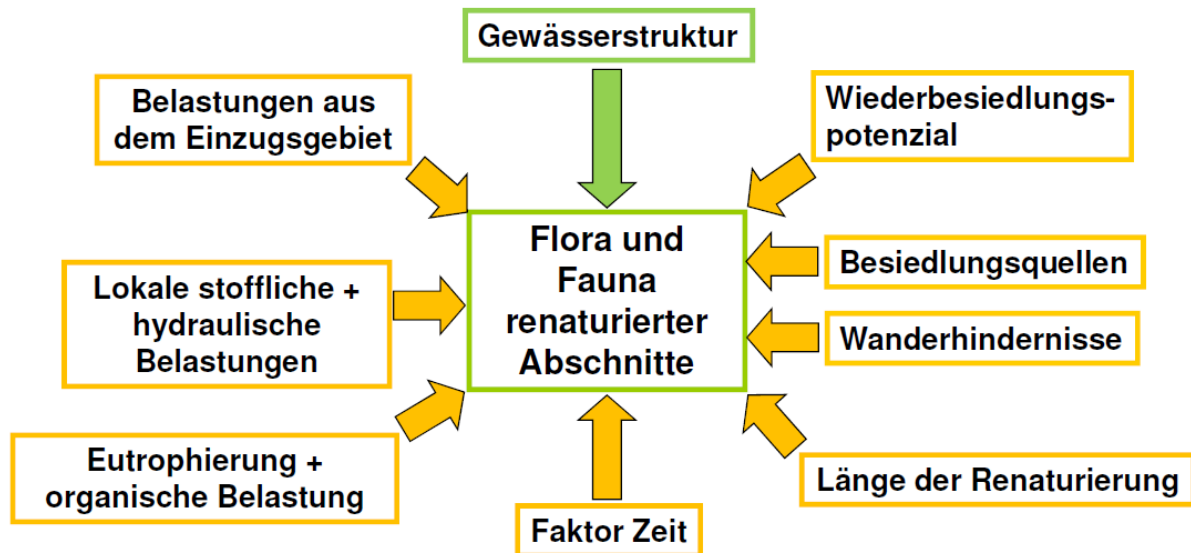 Gewässerstruktur
Belastungen aus
dem Einzugsgebiet
Wiederbesiedlungs-
potenzial
Flora und
Fauna
renaturierter
Abschnitte
Lokale stoffliche +
hydraulische
Belastungen
Besiedlungsquellen
Wanderhindernisse
Eutrophierung +
organische Belastung
Länge der Renaturierung
Faktor Zeit